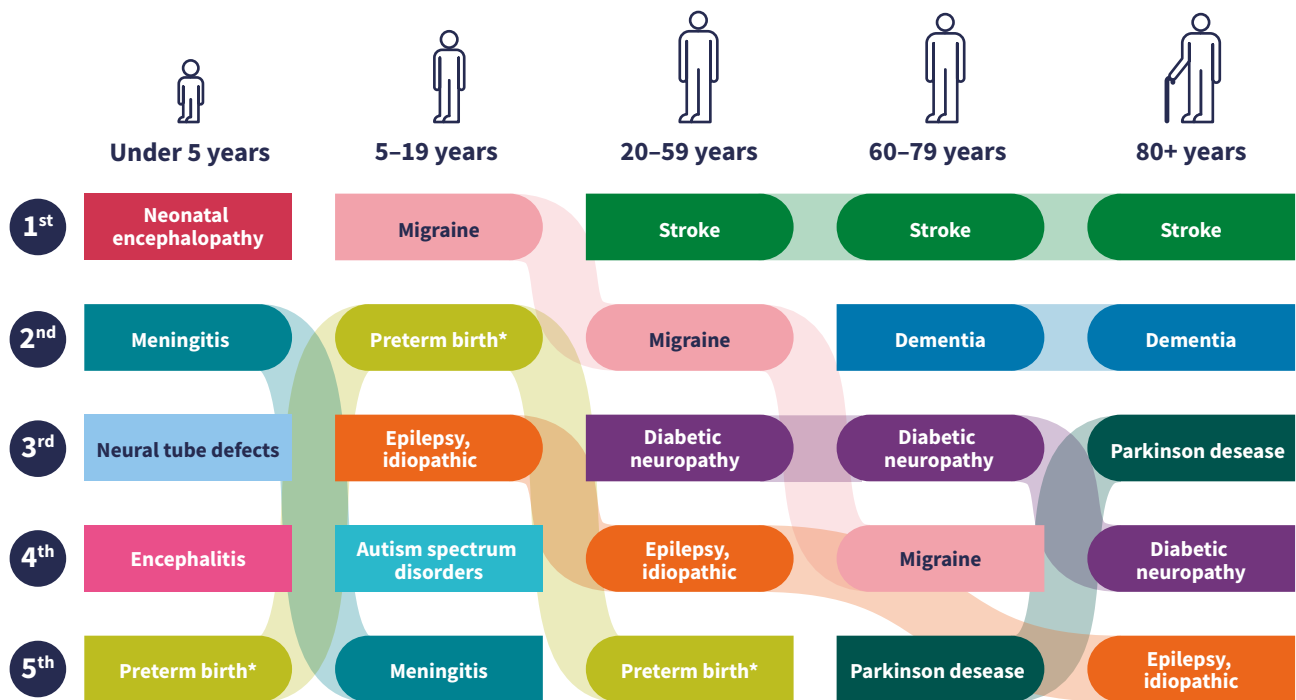 Under 5 years
5–19 years
20–59 years
60–79 years
80+ years
1st
Neonatal
encephalopathy
Migraine
Stroke
Stroke
Stroke
2nd
Meningitis
Preterm birth*
Migraine
Dementia
Dementia
3rd
Neural tube defects
Epilepsy,
idiopathic
Diabetic
neuropathy
Diabetic
neuropathy
Parkinson desease
4th
Encephalitis
Autism spectrum
disorders
Epilepsy,
idiopathic
Migraine
Diabetic
neuropathy
5th
Preterm birth*
Meningitis
Preterm birth*
Parkinson desease
Epilepsy,
idiopathic